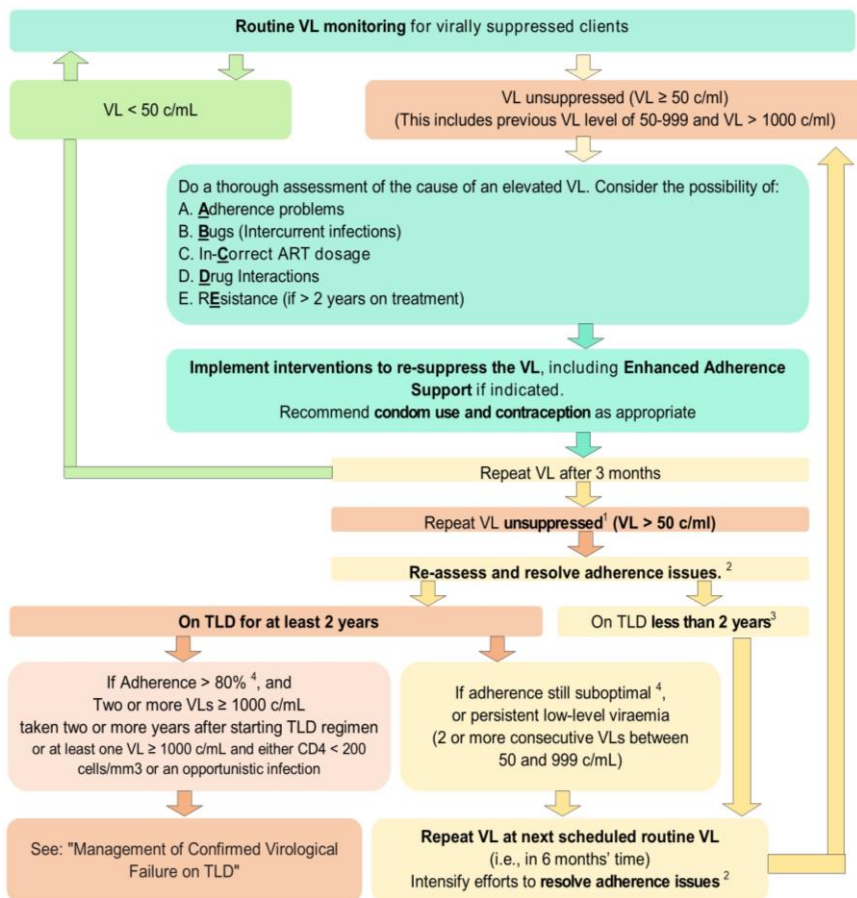 Routine VL monitoring for virally suppressed clients
VL < 50 c/mL
VL unsuppressed (VL ≥ 50 c/ml)
(This includes previous VL level of 50-999 and VL > 1000 c/ml)
Do a thorough assessment of the cause of an elevated VL. Consider the possibility of:
A. Adherence problems
B. Bugs (Intercurrent infections)
C. In-Correct ART dosage
D. Drug Interactions
E. REsistance (if > 2 years on treatment)
Implement interventions to re-suppress the VL, including Enhanced Adherence
Support if indicated.
Recommend condom use and contraception as appropriate
Repeat VL after 3 months
Repeat VL unsuppressed¹ (VL > 50 c/ml)
Re-assess and resolve adherence issues. ²
On TLD for at least 2 years
On TLD less than 2 years³
If Adherence > 80% ⁴, and
Two or more VLs ≥ 1000 c/mL
taken two or more years after starting TLD regimen
or at least one VL ≥ 1000 c/mL and either CD4 < 200
cells/mm3 or an opportunistic infection
If adherence still suboptimal ⁴,
or persistent low-level viraemia
(2 or more consecutive VLs between
50 and 999 c/mL)
See: "Management of Confirmed Virological
Failure on TLD"
Repeat VL at next scheduled routine VL
(i.e., in 6 months' time)
Intensify efforts to resolve adherence issues ²